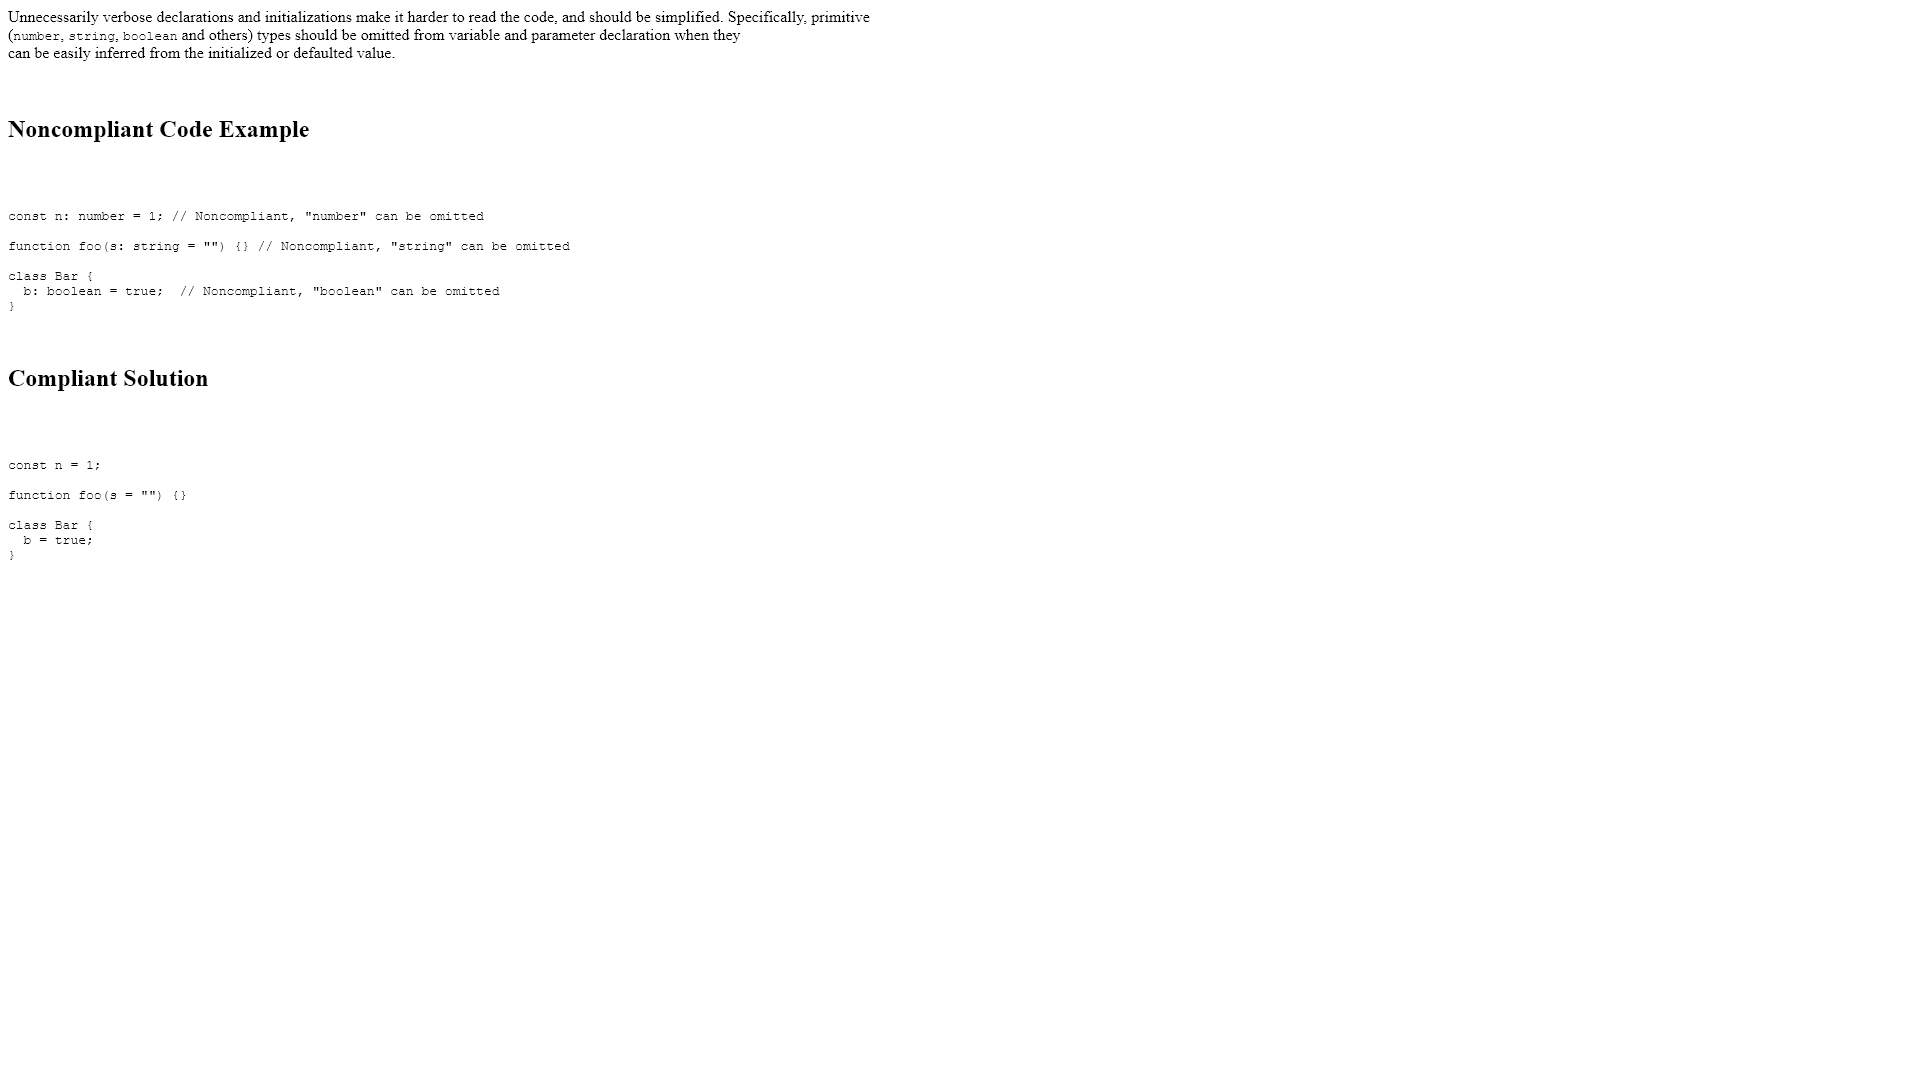 Unnecessarily verbose declarations and initializations make it harder to read the code, and should be simplified. Specifically, primitive
(number, string, boolean and others) types should be omitted from variable and parameter declaration when they
can be easily inferred from the initialized or defaulted value.
Noncompliant Code Example
const n: number = 1; // Noncompliant, "number" can be omitted
function foo(s: string = "") {} // Noncompliant, "string" can be omitted
class Bar {
  b: boolean = true;  // Noncompliant, "boolean" can be omitted
}
Compliant Solution
const n = 1;
function foo(s = "") {}
class Bar {
  b = true;
}